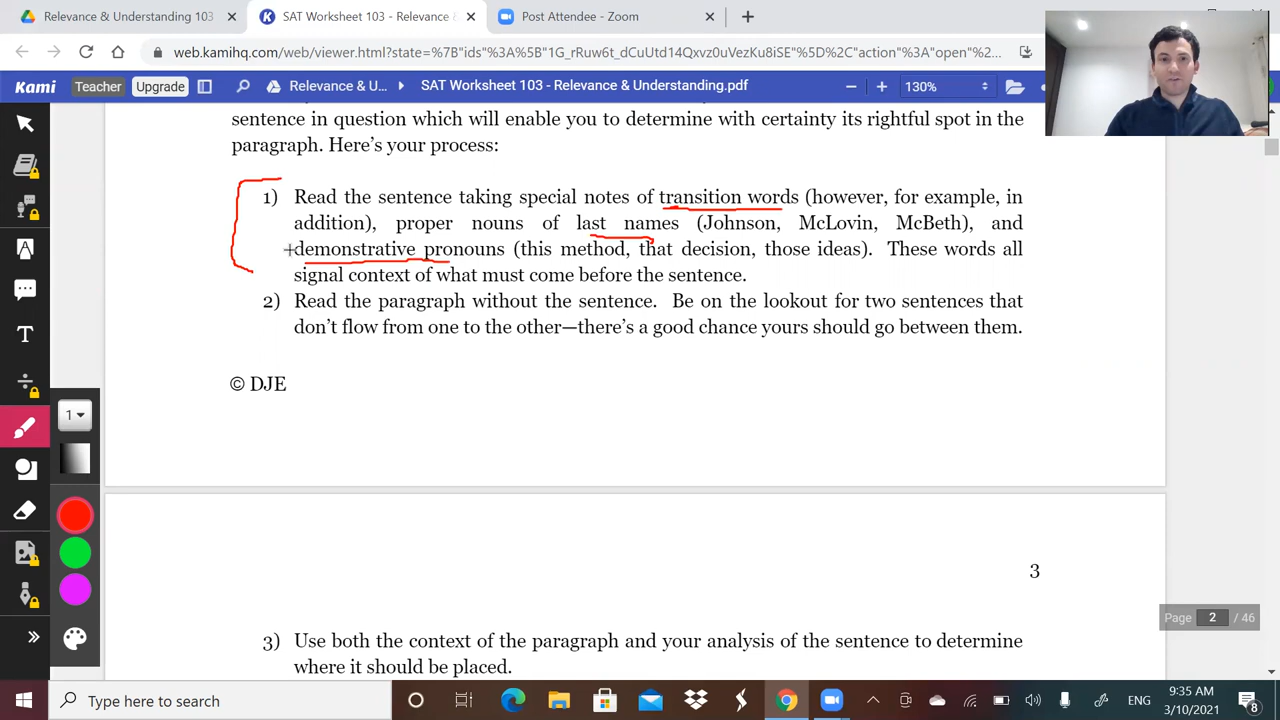 Relevance & Understanding 103
SAT Worksheet 103 - Relevance &
Post Attendee - Zoom
web.kamihq.com/web/viewer.html?state=%7B"ids"%3A%5B"1G_rRuw6t_dCuUtd14Qxvz0uVezKu8iSE"%5D%2C"action"%3A"open"%2...
Kami Teacher Upgrade Relevance & U... SAT Worksheet 103 - Relevance & Understanding.pdf 130%
sentence in question which will enable you to determine with certainty its rightful spot in the
paragraph. Here's your process:
1) Read the sentence taking special notes of transition words (however, for example, in
addition), proper nouns of last names (Johnson, McLovin, McBeth), and
demonstrative pronouns (this method, that decision, those ideas). These words all
signal context of what must come before the sentence.
2) Read the paragraph without the sentence. Be on the lookout for two sentences that
don't flow from one to the other—there's a good chance yours should go between them.
© DJE
1
3
Page 2 / 46
3) Use both the context of the paragraph and your analysis of the sentence to determine
where it should be placed.
Type here to search
ENG
9:35 AM
3/10/2021
8